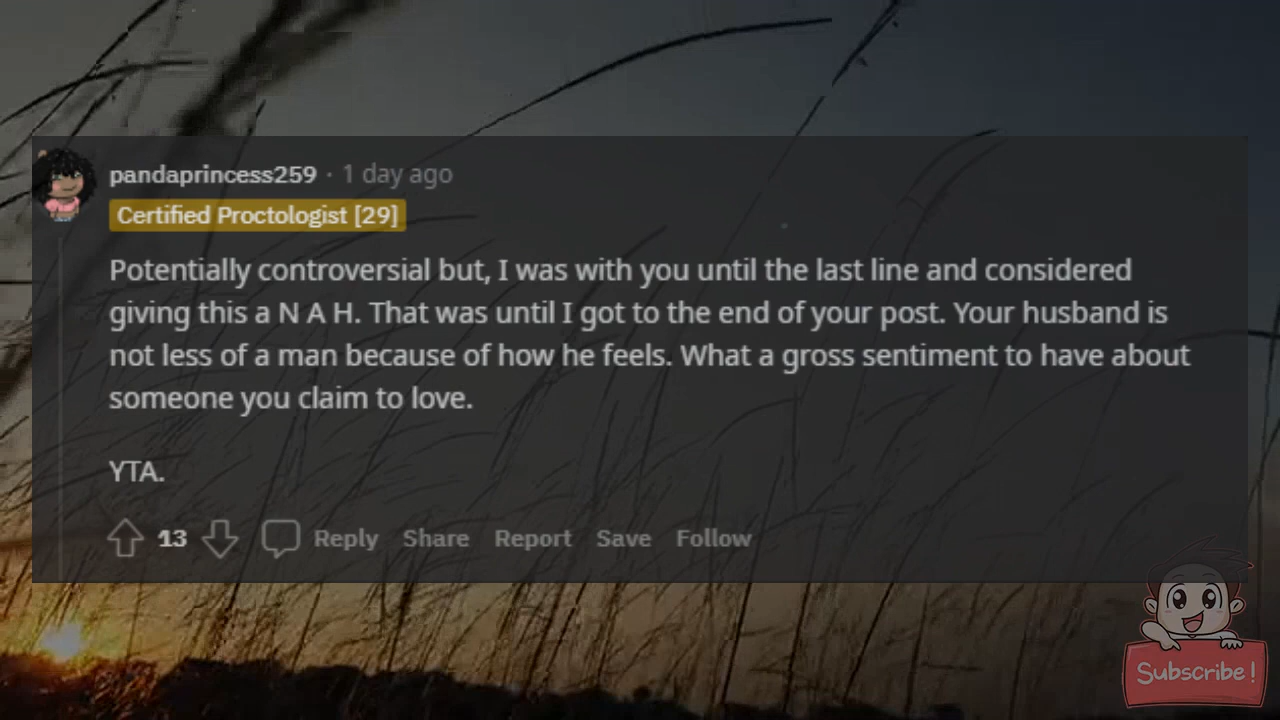 pandaprincess259 · 1 day ago
Certified Proctologist [29]
Potentially controversial but, I was with you until the last line and considered
giving this a N A H. That was until I got to the end of your post. Your husband is
not less of a man because of how he feels. What a gross sentiment to have about
someone you claim to love.
YTA.
13 Reply Share Report Save Follow
Subscribe!